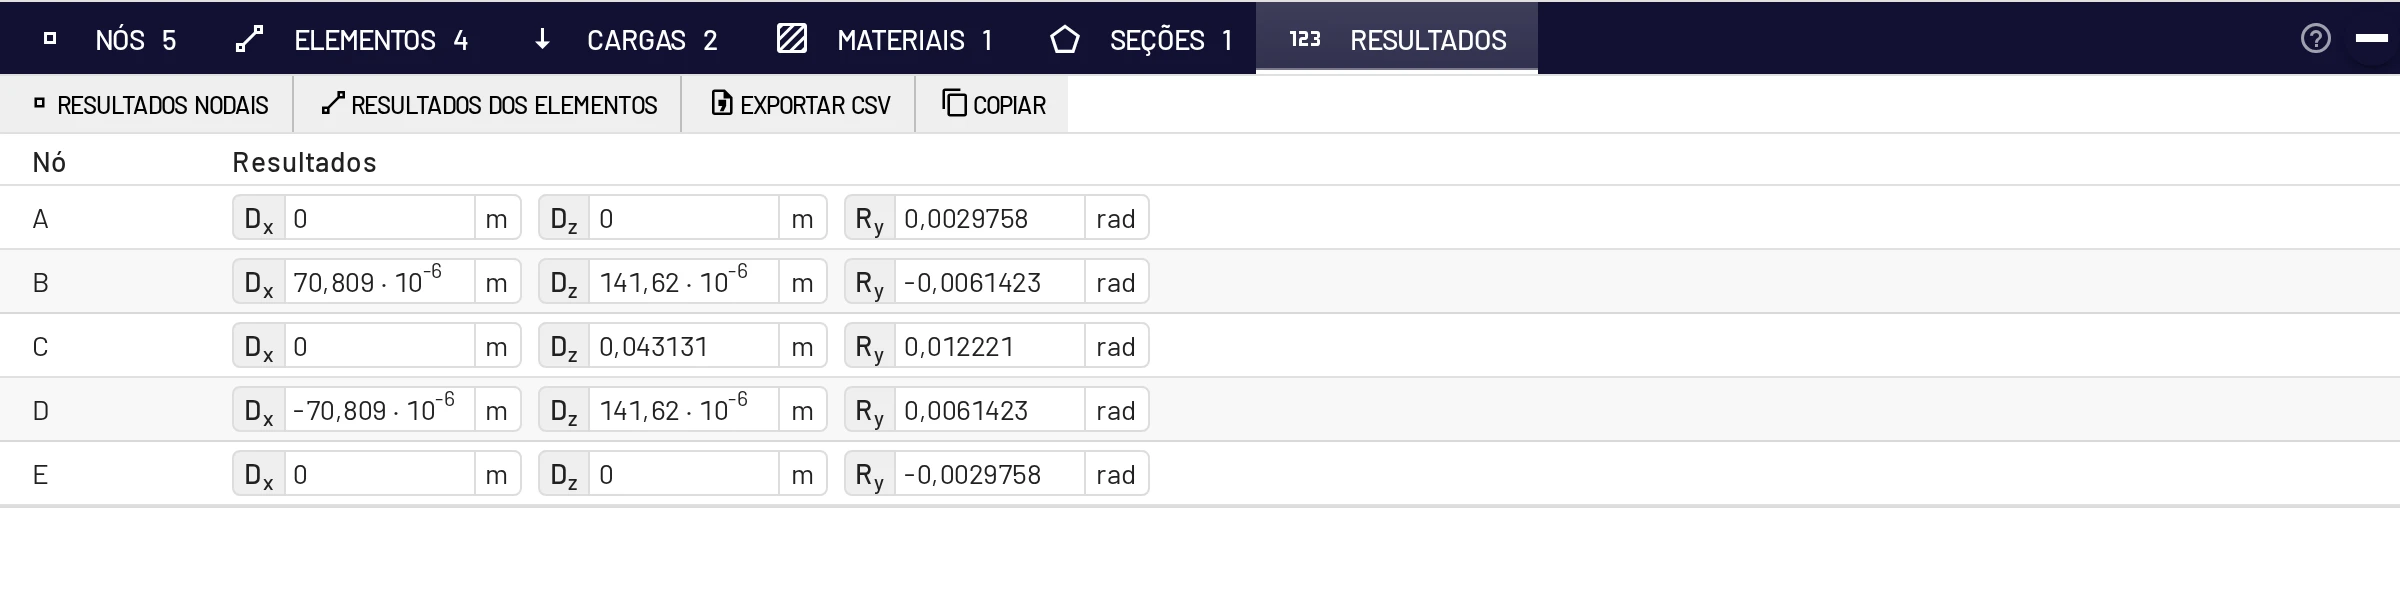 NÓS 5 ELEMENTOS 4 CARGAS 2 MATERIAIS 1 SEÇÕES 1 123 RESULTADOS ?
RESULTADOS NODAIS RESULTADOS DOS ELEMENTOS EXPORTAR CSV COPIAR
Nó Resultados
A Dx 0 m Dz 0 m Ry 0,0029758 rad
B Dx 70,809 · 10⁻⁶ m Dz 141,62 · 10⁻⁶ m Ry -0,0061423 rad
C Dx 0 m Dz 0,043131 m Ry 0,012221 rad
D Dx -70,809 · 10⁻⁶ m Dz 141,62 · 10⁻⁶ m Ry 0,0061423 rad
E Dx 0 m Dz 0 m Ry -0,0029758 rad